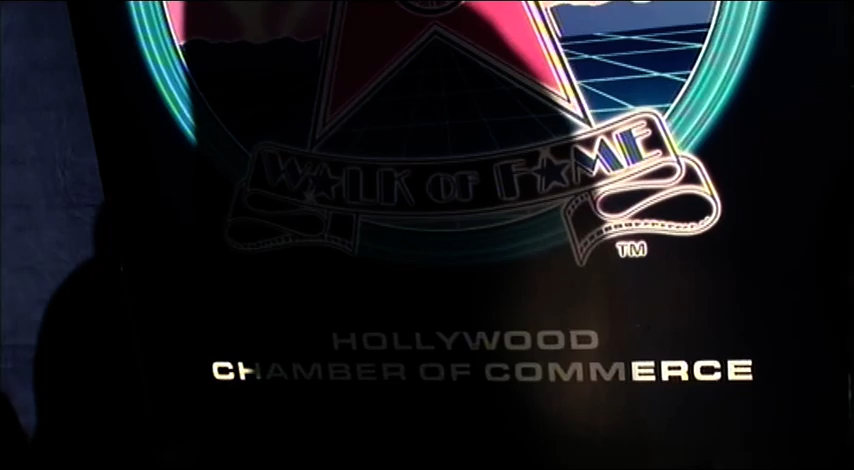 WALK OF FAME
TM
HOLLYWOOD
CHAMBER OF COMMERCE